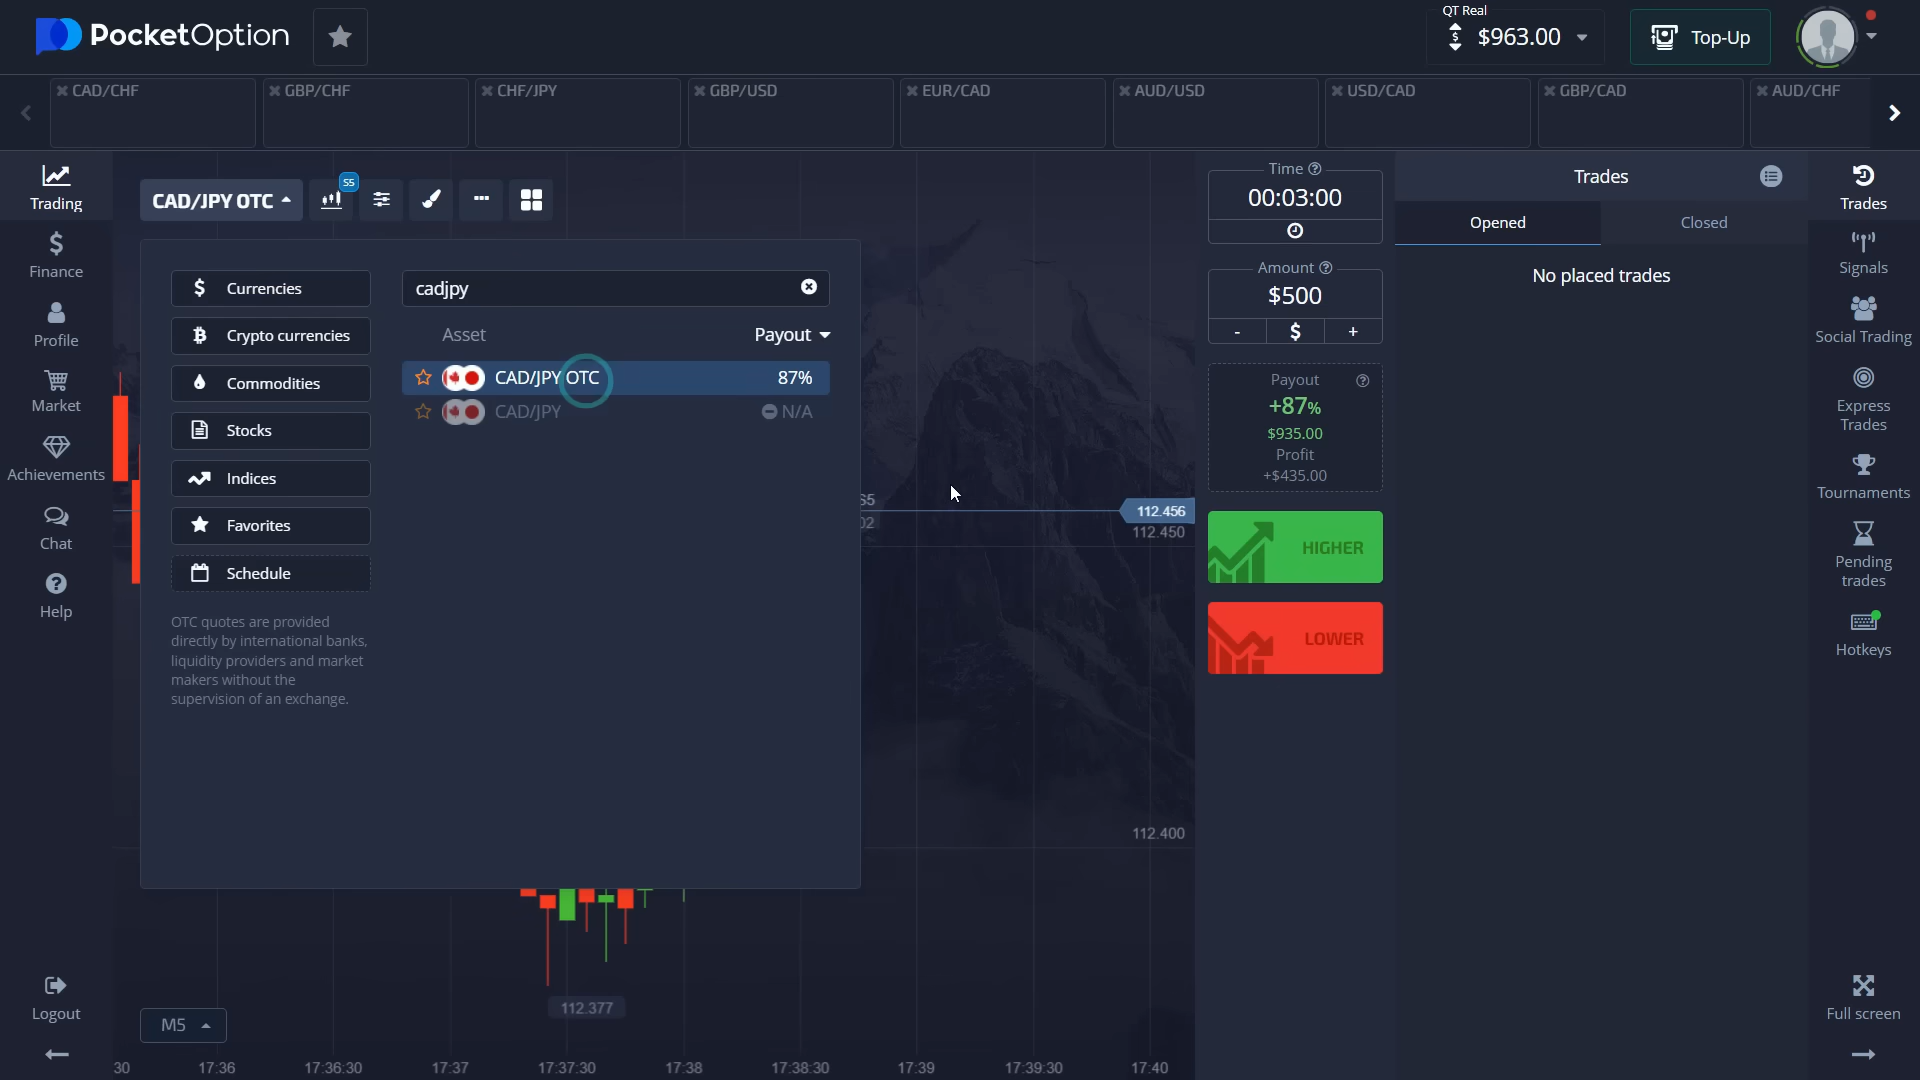 PocketOption
QT Real
$963.00
Top-Up
CAD/CHF
GBP/CHF
CHF/JPY
GBP/USD
EUR/CAD
AUD/USD
USD/CAD
GBP/CAD
AUD/CHF
Trading
Finance
Profile
Market
Achievements
Chat
Help
Logout
CAD/JPY OTC
S5
Currencies
Crypto currencies
Commodities
Stocks
Indices
Favorites
Schedule
OTC quotes are provided
directly by international banks,
liquidity providers and market
makers without the
supervision of an exchange.
cadjpy
Asset
Payout
CAD/JPY OTC
87%
CAD/JPY
N/A
112.456
112.450
112.400
112.377
M5
30
17:36
17:36:30
17:37
17:37:30
17:38
17:38:30
17:39
17:39:30
17:40
Time
00:03:00
Amount
$500
-
$
+
Payout
+87%
$935.00
Profit
+$435.00
HIGHER
LOWER
Trades
Opened
Closed
No placed trades
Trades
Signals
Social Trading
Express
Trades
Tournaments
Pending
trades
Hotkeys
Full screen